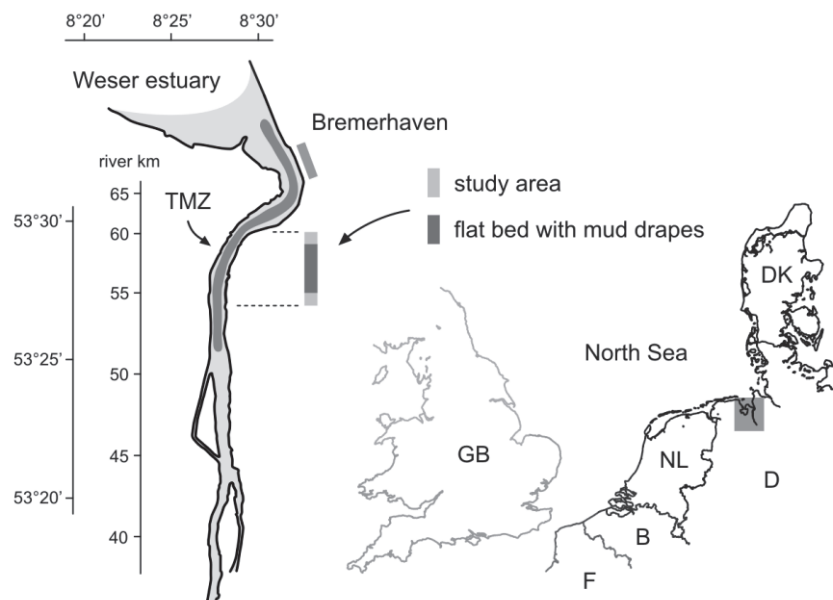 8°20' 8°25' 8°30'
Weser estuary
Bremerhaven
river km
TMZ
study area
flat bed with mud drapes
65
60
55
50
45
40
53°30'
53°25'
53°20'
North Sea
DK
GB
NL
D
B
F